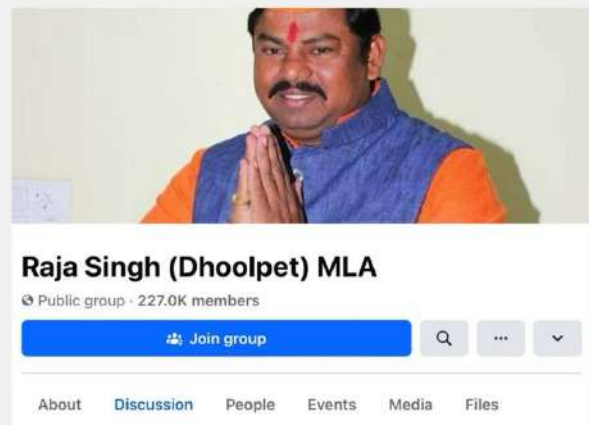 Raja Singh (Dhoolpet) MLA
Public group · 227.0K members
Join group
About Discussion People Events Media Files